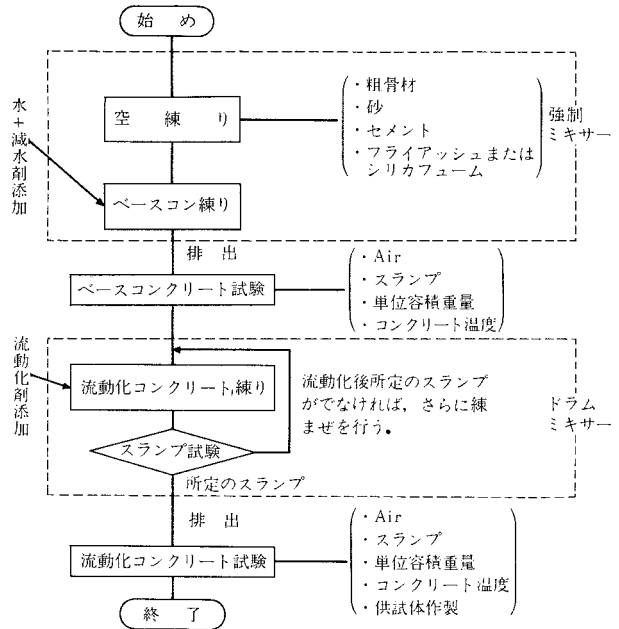 始め
空練り
・粗骨材
・砂
・セメント
・フライアッシュまたは
シリカフューム
強制
ミキサー
水+減水剤添加
ベースコン練り
排出
ベースコンクリート試験
・Air
・スランプ
・単位容積重量
・コンクリート温度
流動化剤添加
流動化コンクリート練り
流動化後所定のスランプ
がでなければ,さらに練
まぜを行う。
ドラム
ミキサー
スランプ試験
所定のスランプ
排出
流動化コンクリート試験
・Air
・スランプ
・単位容積重量
・コンクリート温度
・供試体作製
終了